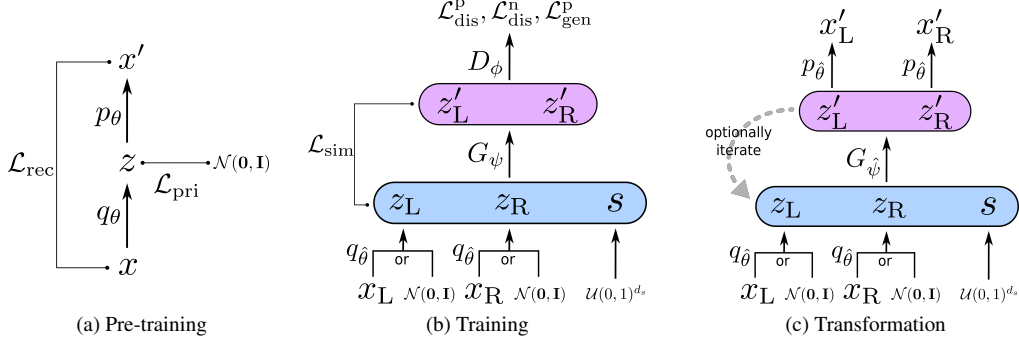 x′
p_θ
ℒ_rec
z
𝒩(𝟎, 𝐈)
ℒ_pri
q_θ
x
(a) Pre-training
ℒ^p_dis, ℒ^n_dis, ℒ^p_gen
D_ϕ
z′_L z′_R
ℒ_sim
G_ψ
z_L z_R s
q_θ̂ or q_θ̂ or
x_L 𝒩(𝟎, 𝐈) x_R 𝒩(𝟎, 𝐈) 𝒰(0, 1)^{d_s}
(b) Training
x′_L x′_R
p_θ̂ p_θ̂
z′_L z′_R
optionally
iterate
G_ψ̂
z_L z_R s
q_θ̂ or q_θ̂ or
x_L 𝒩(𝟎, 𝐈) x_R 𝒩(𝟎, 𝐈) 𝒰(0, 1)^{d_s}
(c) Transformation